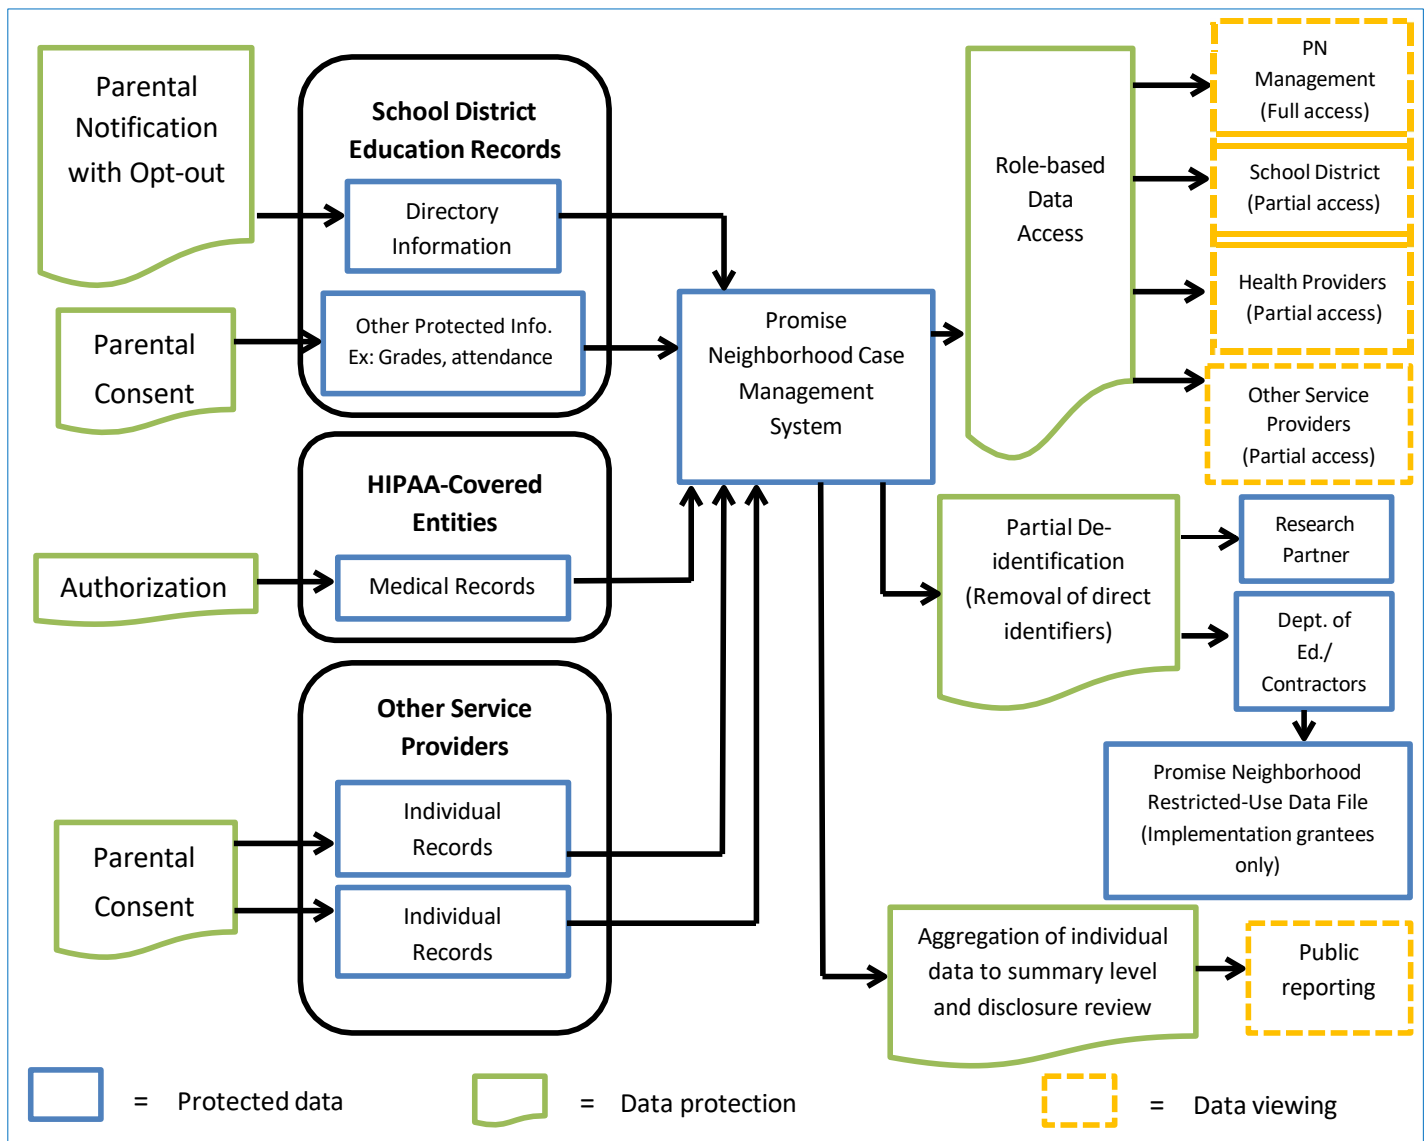 Parental
Notification
with Opt-out
School District
Education Records
Directory
Information
Parental
Consent
Other Protected Info.
Ex: Grades, attendance
HIPAA-Covered
Entities
Authorization
Medical Records
Other Service
Providers
Parental
Consent
Individual
Records
Individual
Records
Promise
Neighborhood Case
Management
System
Role-based
Data
Access
PN
Management
(Full access)
School District
(Partial access)
Health Providers
(Partial access)
Other Service
Providers
(Partial access)
Partial De-
identification
(Removal of direct
identifiers)
Research
Partner
Dept. of
Ed./
Contractors
Promise Neighborhood
Restricted-Use Data File
(Implementation grantees
only)
Aggregation of individual
data to summary level
and disclosure review
Public
reporting
= Protected data
= Data protection
= Data viewing